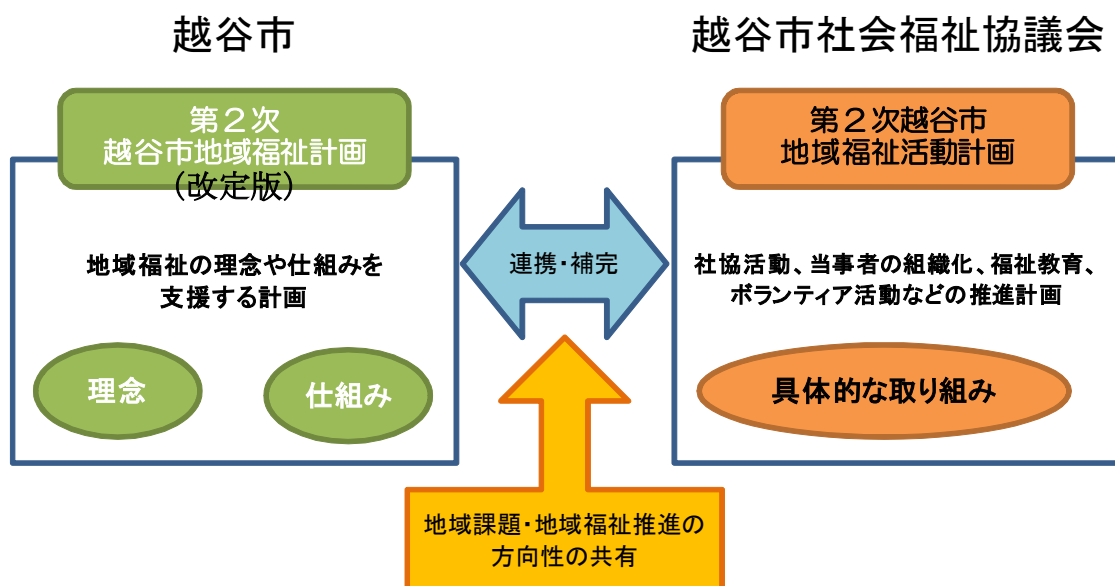 越谷市
第２次
越谷市地域福祉計画
（改定版）
地域福祉の理念や仕組みを
支援する計画
理念
仕組み
連携・補完
地域課題・地域福祉推進の
方向性の共有
越谷市社会福祉協議会
第２次越谷市
地域福祉活動計画
社協活動、当事者の組織化、福祉教育、
ボランティア活動などの推進計画
具体的な取り組み